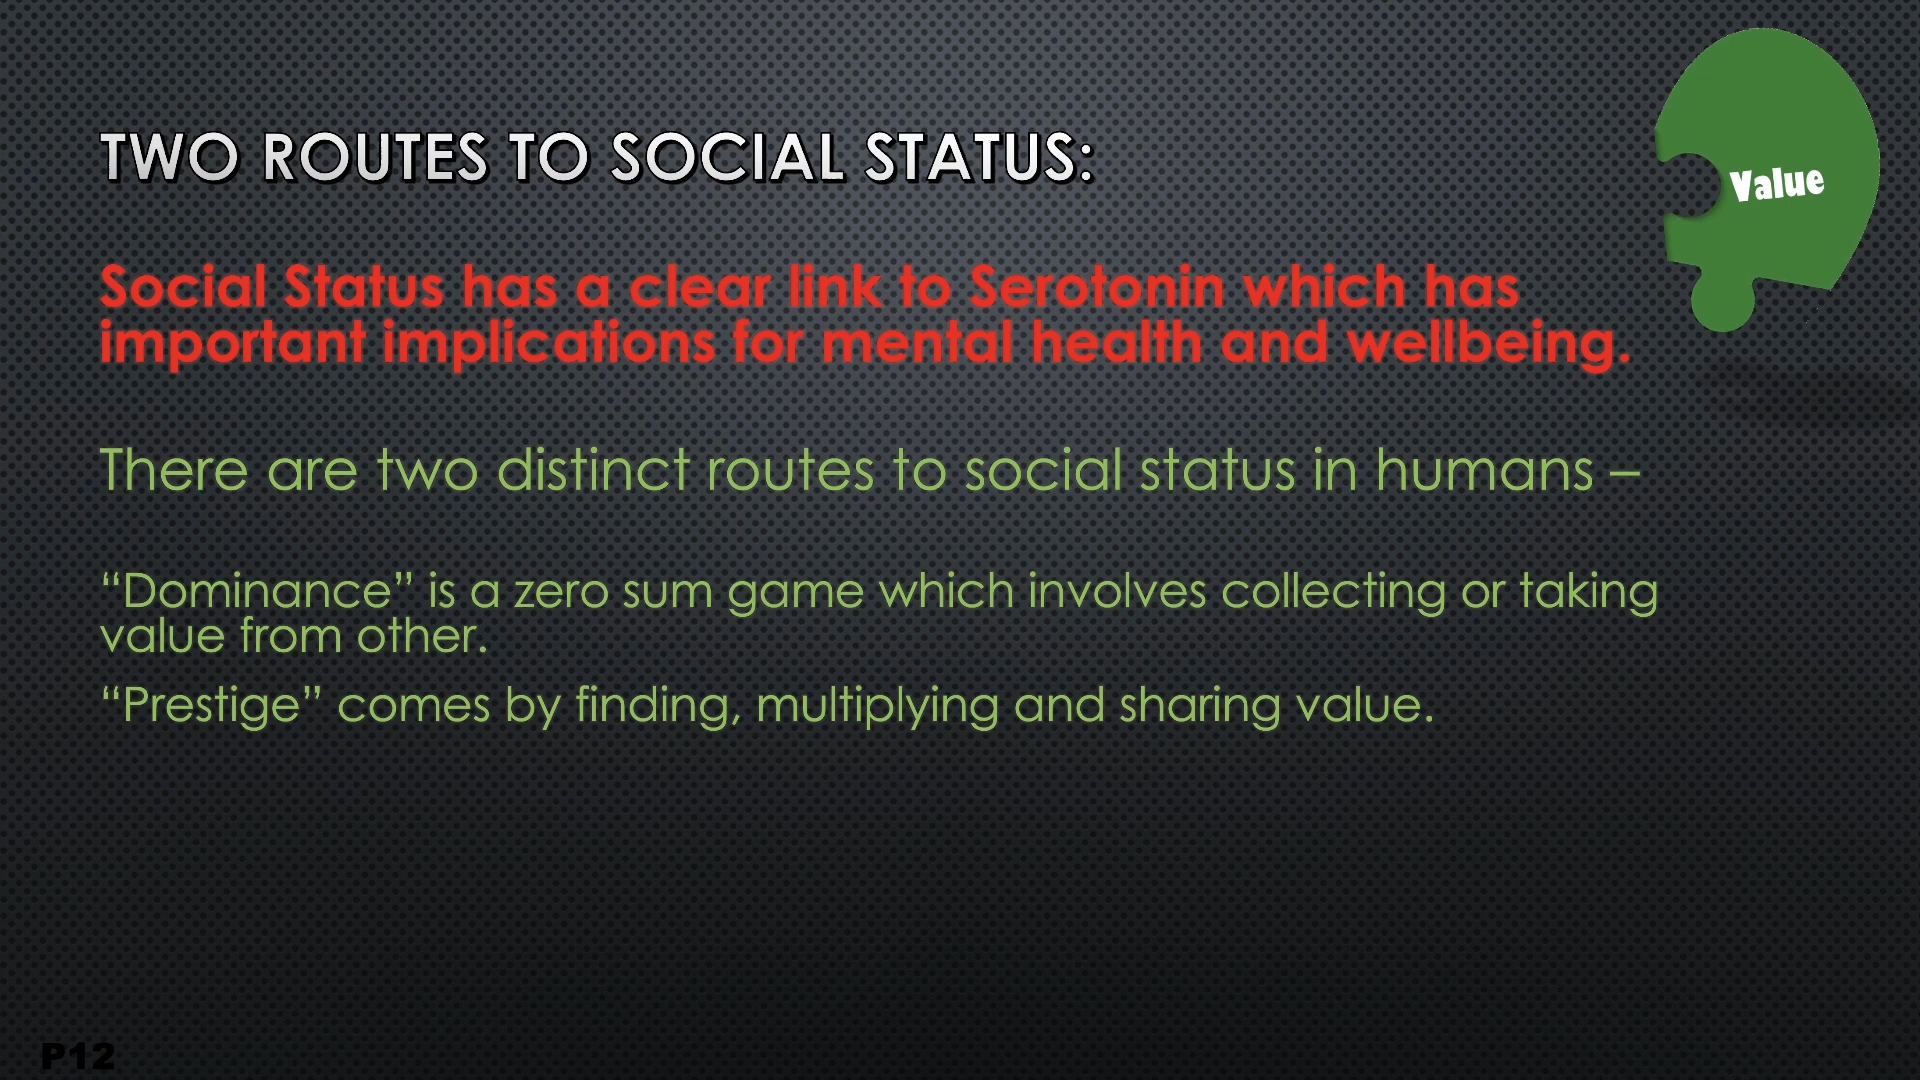 TWO ROUTES TO SOCIAL STATUS:
Value
Social Status has a clear link to Serotonin which has
important implications for mental health and wellbeing.
There are two distinct routes to social status in humans –
“Dominance” is a zero sum game which involves collecting or taking
value from other.
“Prestige” comes by finding, multiplying and sharing value.
P12